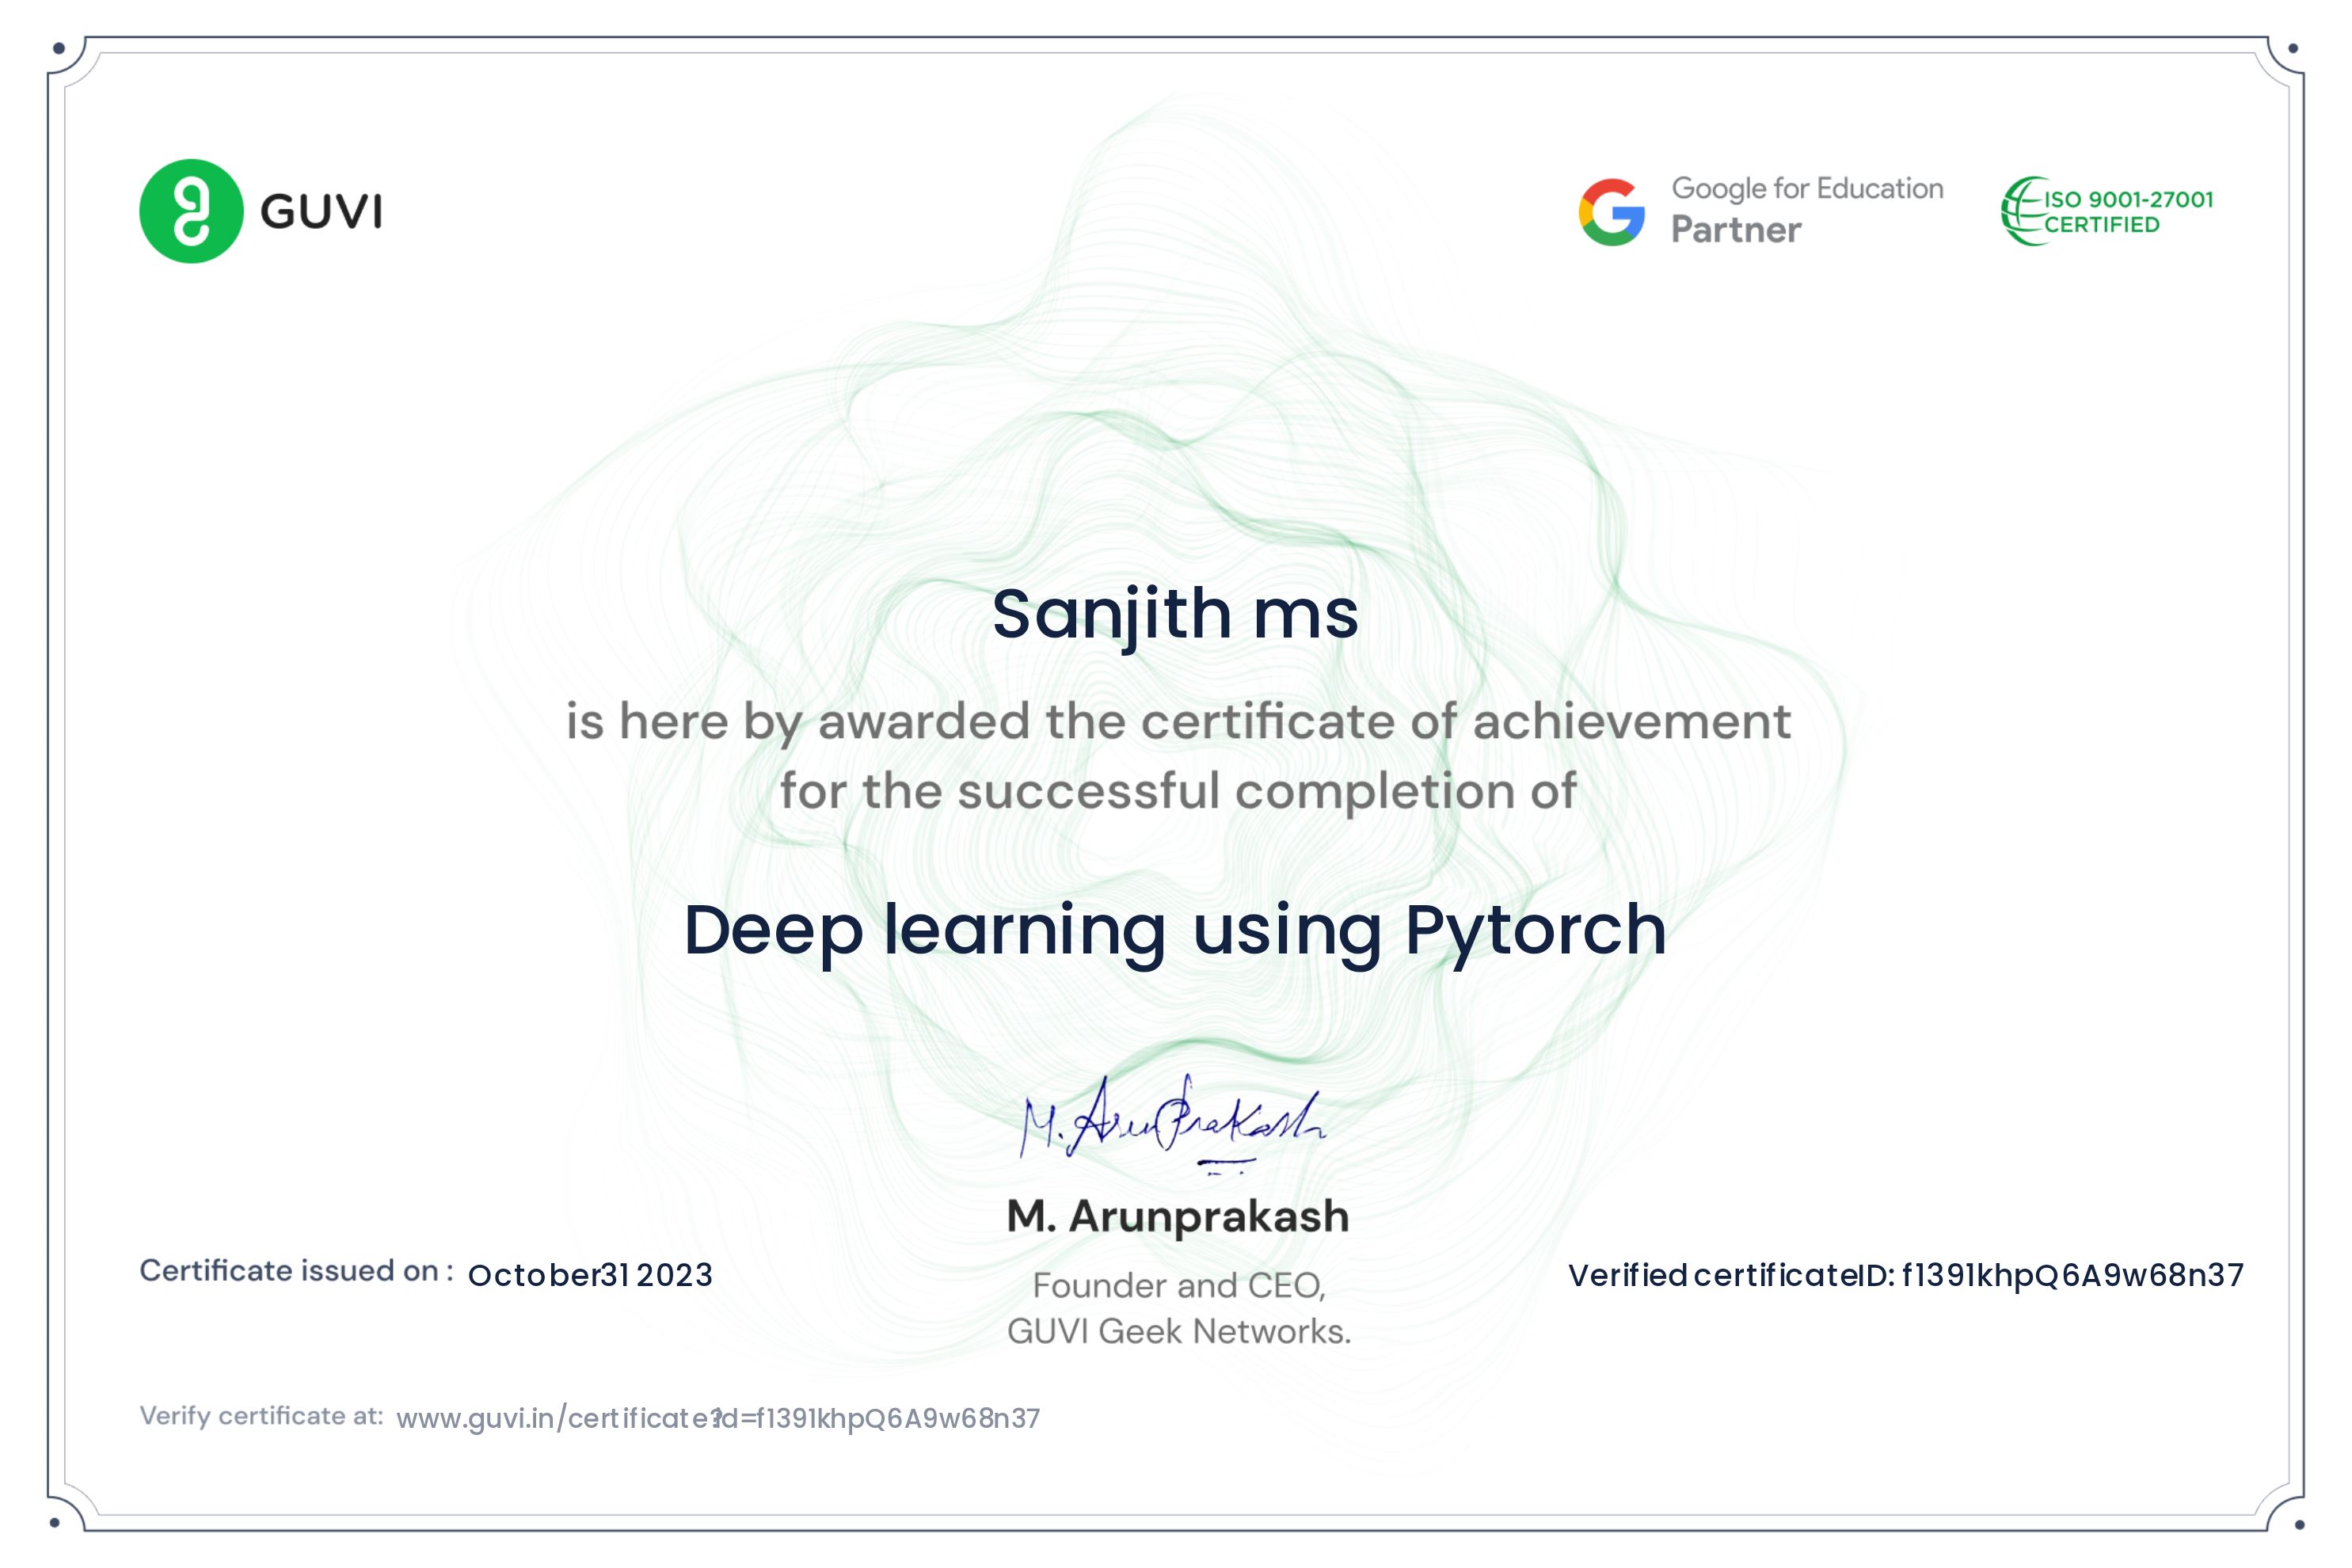 GUVI
Google for Education
Partner
ISO 9001-27001
CERTIFIED
Sanjith ms
is here by awarded the certificate of achievement
for the successful completion of
Deep learning using Pytorch
M. Arunprakash
M. Arunprakash
Founder and CEO,
GUVI Geek Networks.
Certificate issued on : October31 2023
Verified certificateID: f1391khpQ6A9w68n37
Verify certificate at: www.guvi.in/certificate?id=f1391khpQ6A9w68n37